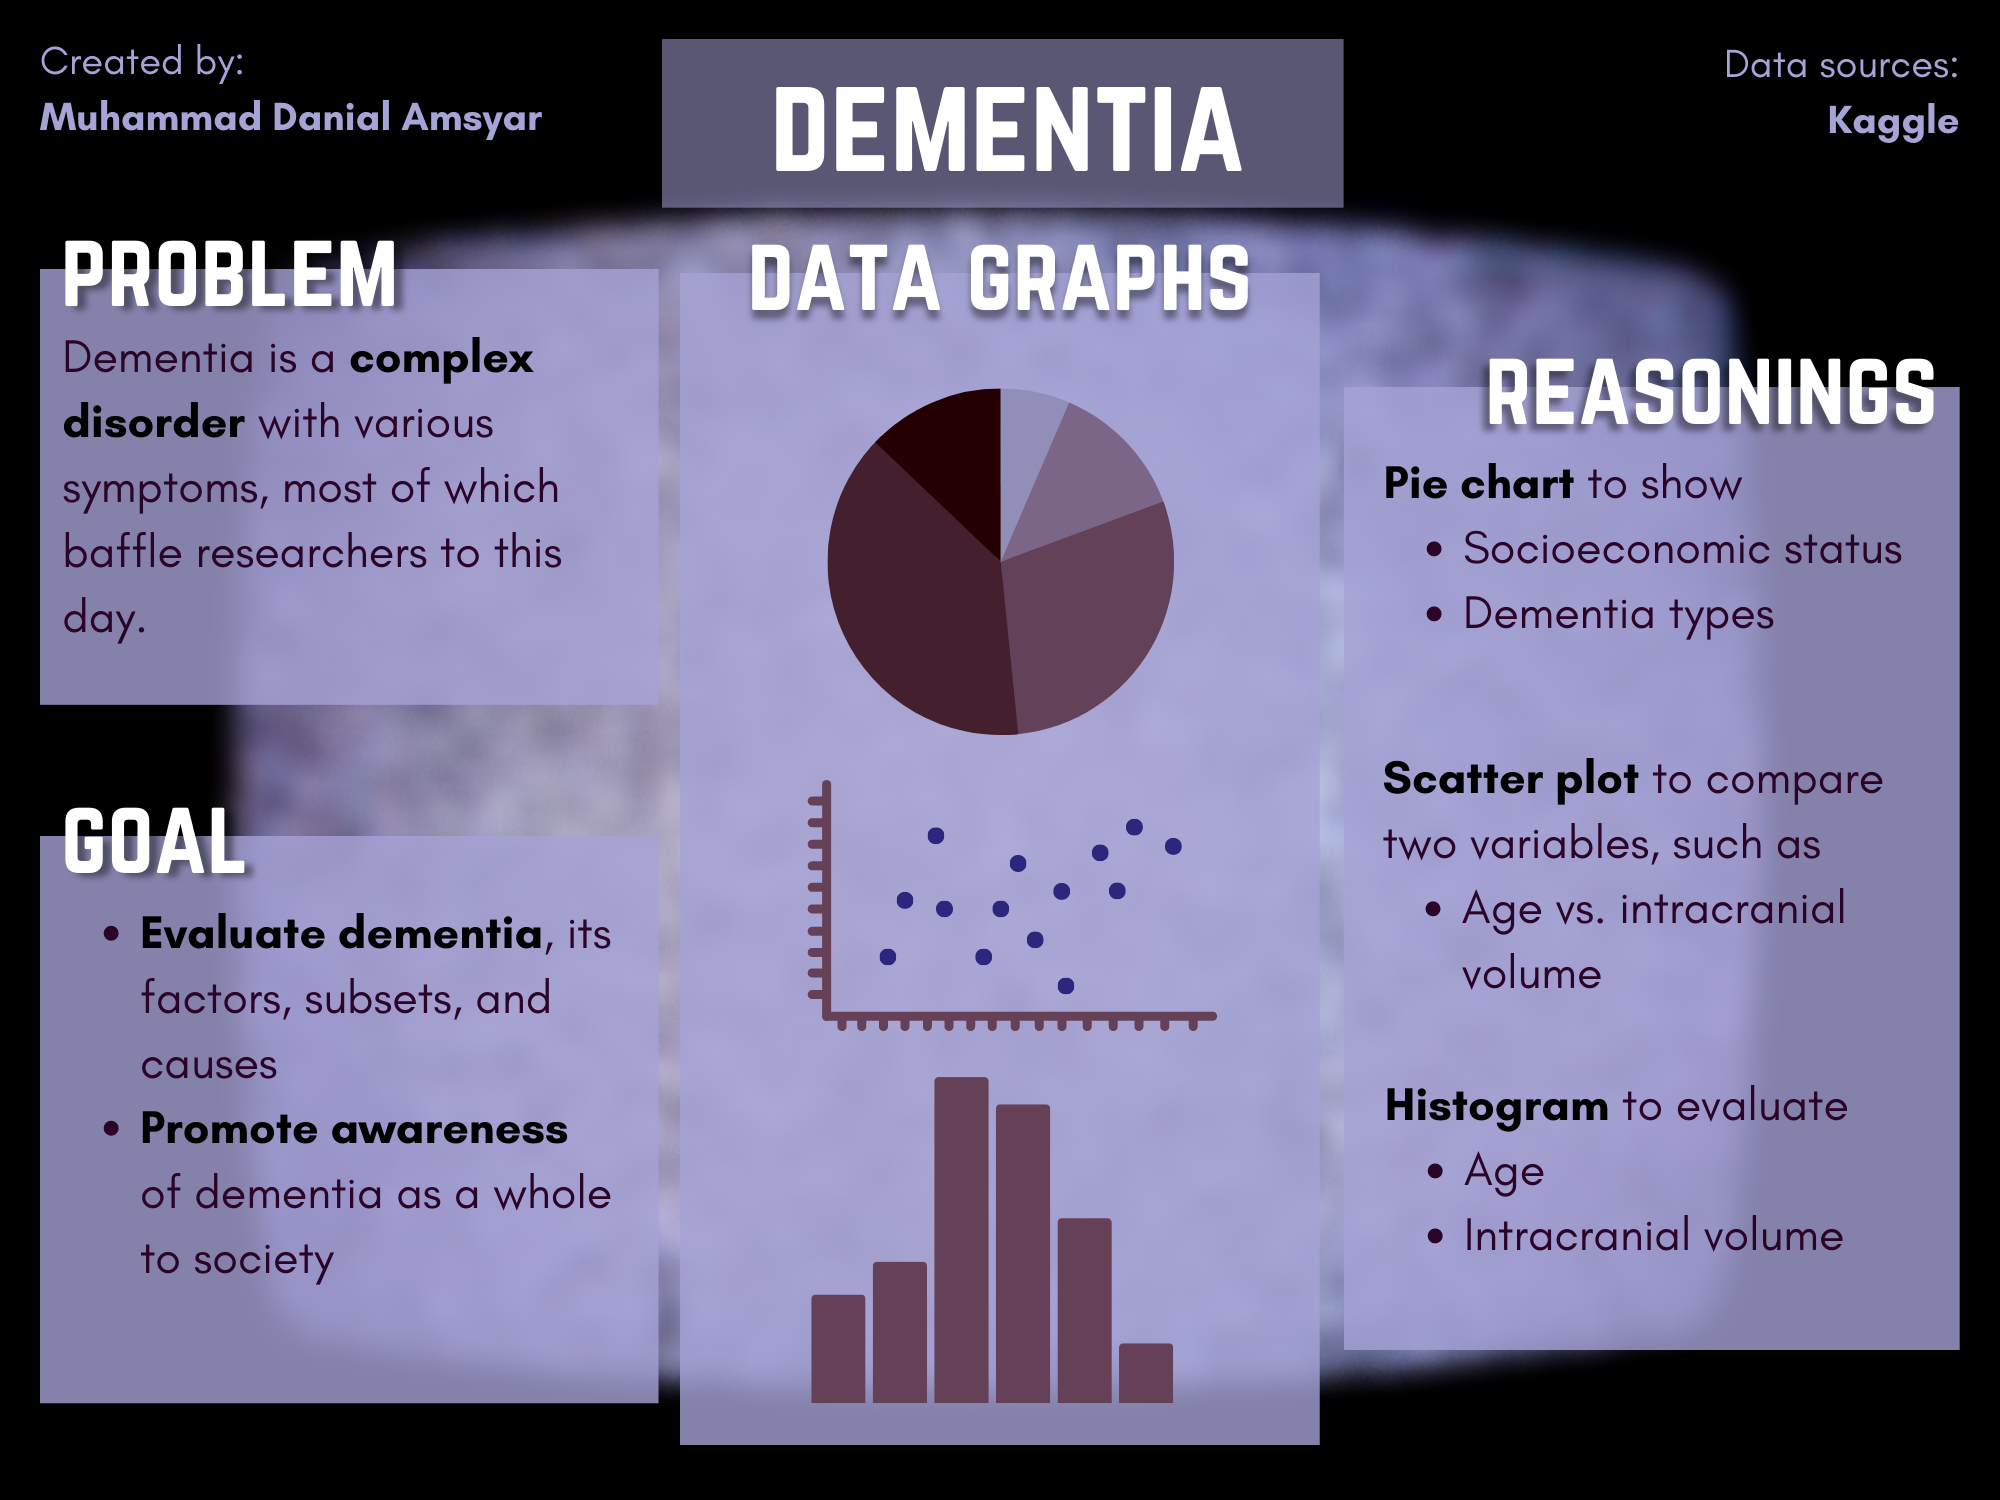 Created by:
Muhammad Danial Amsyar
DEMENTIA
Data sources:
Kaggle
PROBLEM
Dementia is a complex
disorder with various
symptoms, most of which
baffle researchers to this
day.
GOAL
• Evaluate dementia, its
factors, subsets, and
causes
• Promote awareness
of dementia as a whole
to society
DATA GRAPHS
REASONINGS
Pie chart to show
• Socioeconomic status
• Dementia types
Scatter plot to compare
two variables, such as
• Age vs. intracranial
volume
Histogram to evaluate
• Age
• Intracranial volume